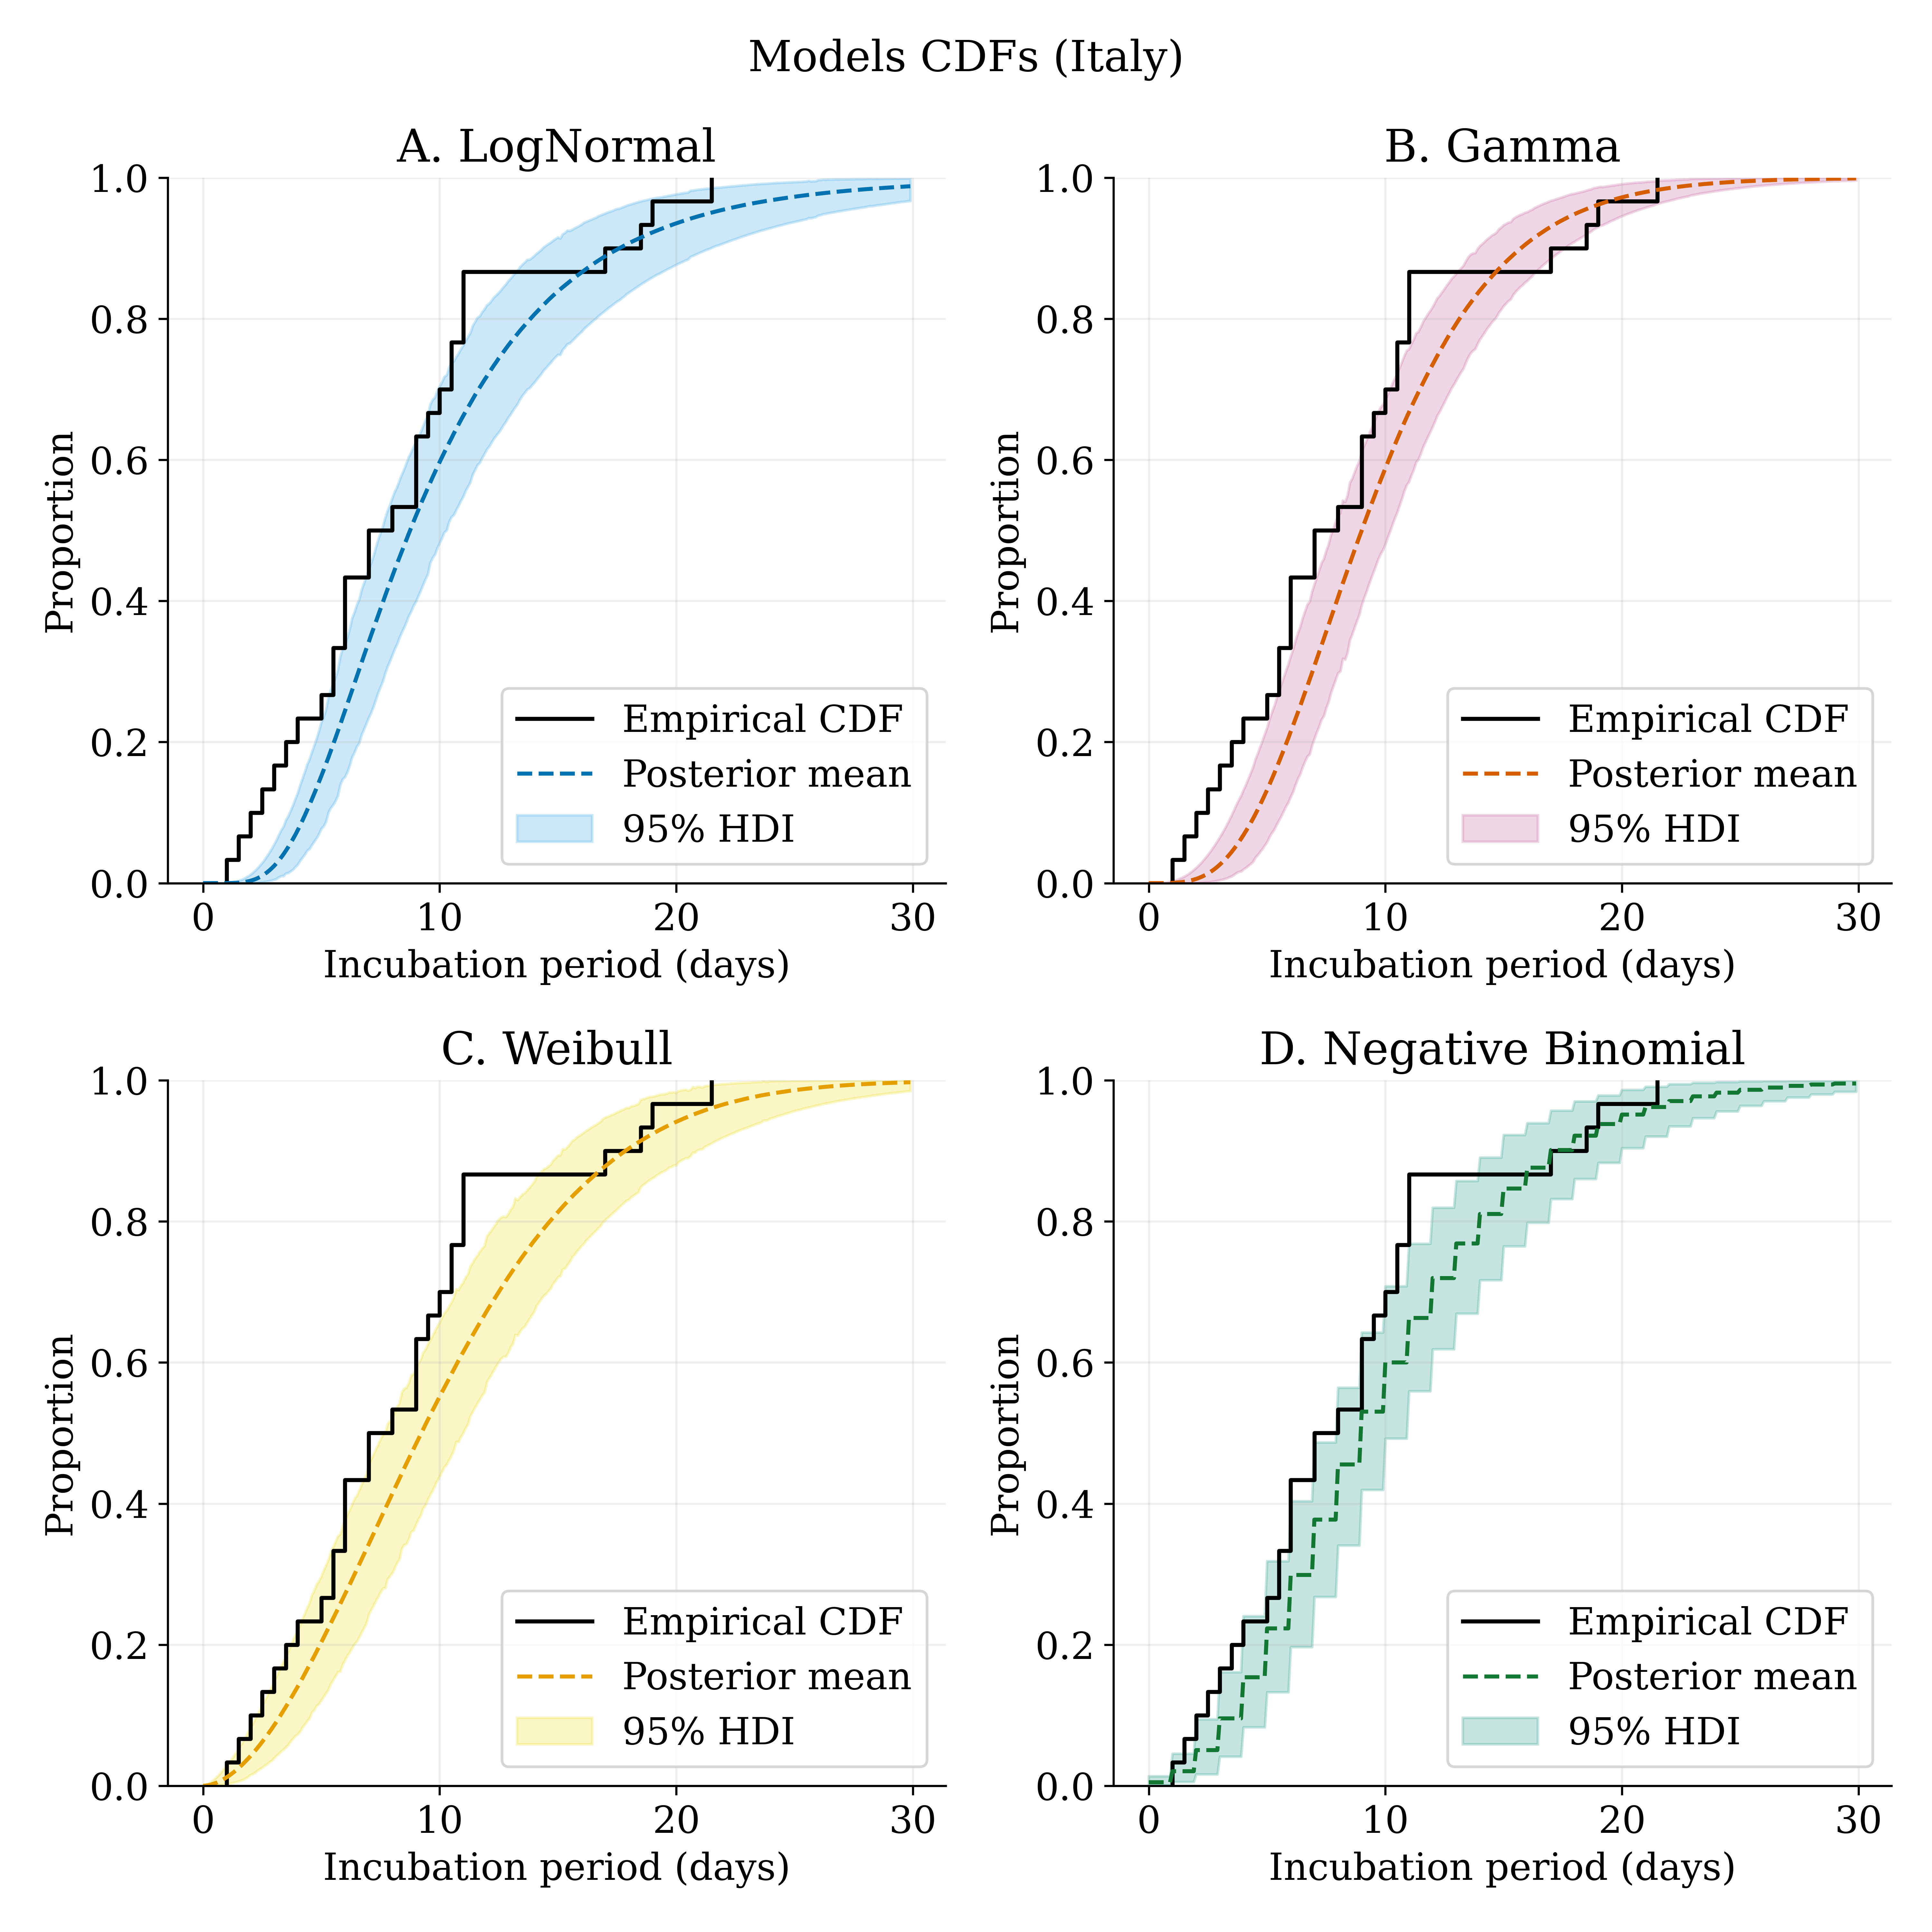 Models CDFs (Italy)
A. LogNormal
1.0
0.8
0.6
0.4
0.2
0.0
Proportion
Empirical CDF
Posterior mean
95% HDI
0 10 20 30
Incubation period (days)
B. Gamma
1.0
0.8
0.6
0.4
0.2
0.0
Proportion
Empirical CDF
Posterior mean
95% HDI
0 10 20 30
Incubation period (days)
C. Weibull
1.0
0.8
0.6
0.4
0.2
0.0
Proportion
Empirical CDF
Posterior mean
95% HDI
0 10 20 30
Incubation period (days)
D. Negative Binomial
1.0
0.8
0.6
0.4
0.2
0.0
Proportion
Empirical CDF
Posterior mean
95% HDI
0 10 20 30
Incubation period (days)